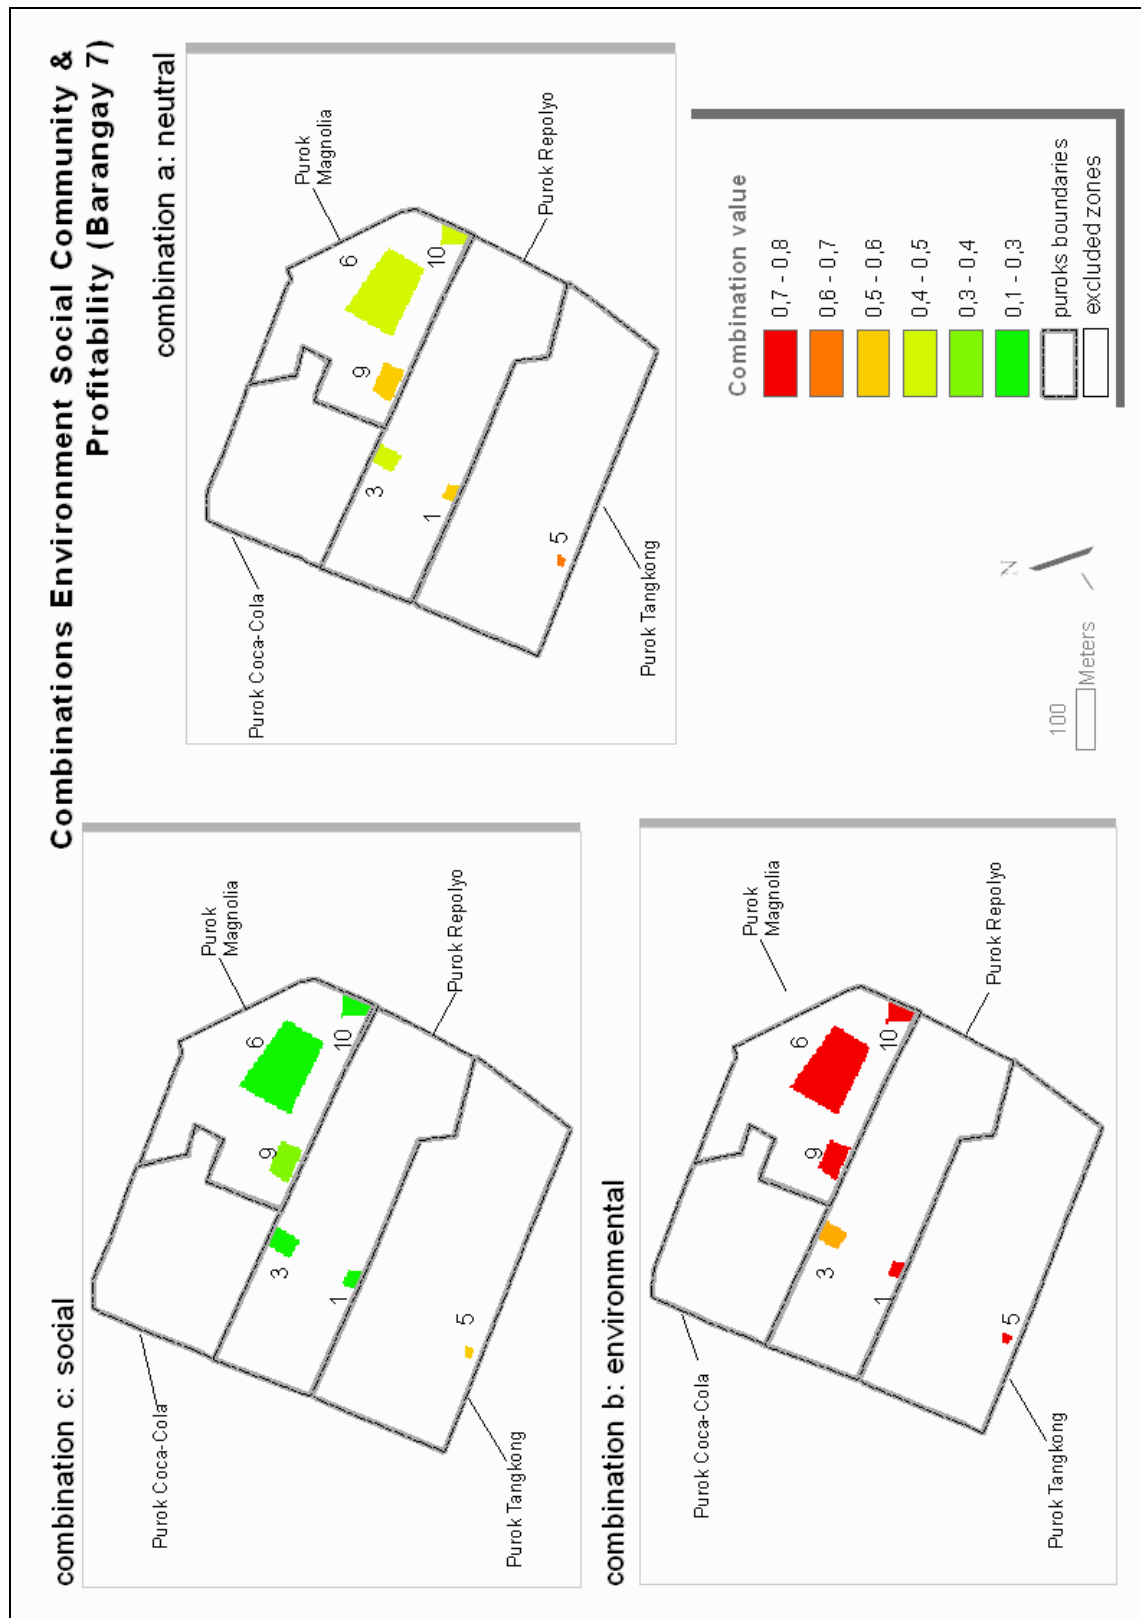 Combinations Environment Social Community &
Profitability (Barangay 7)
combination c: social
Purok Coca-Cola
Purok
Magnolia
Purok Repolyo
Purok Tangkong
6
10
9
3
1
5
combination a: neutral
Purok Coca-Cola
Purok
Magnolia
Purok Repolyo
Purok Tangkong
6
10
9
3
1
5
combination b: environmental
Purok Coca-Cola
Purok
Magnolia
Purok Repolyo
Purok Tangkong
6
10
9
3
1
5
Combination value
0,7 - 0,8
0,6 - 0,7
0,5 - 0,6
0,4 - 0,5
0,3 - 0,4
0,1 - 0,3
puroks boundaries
excluded zones
N
100
Meters